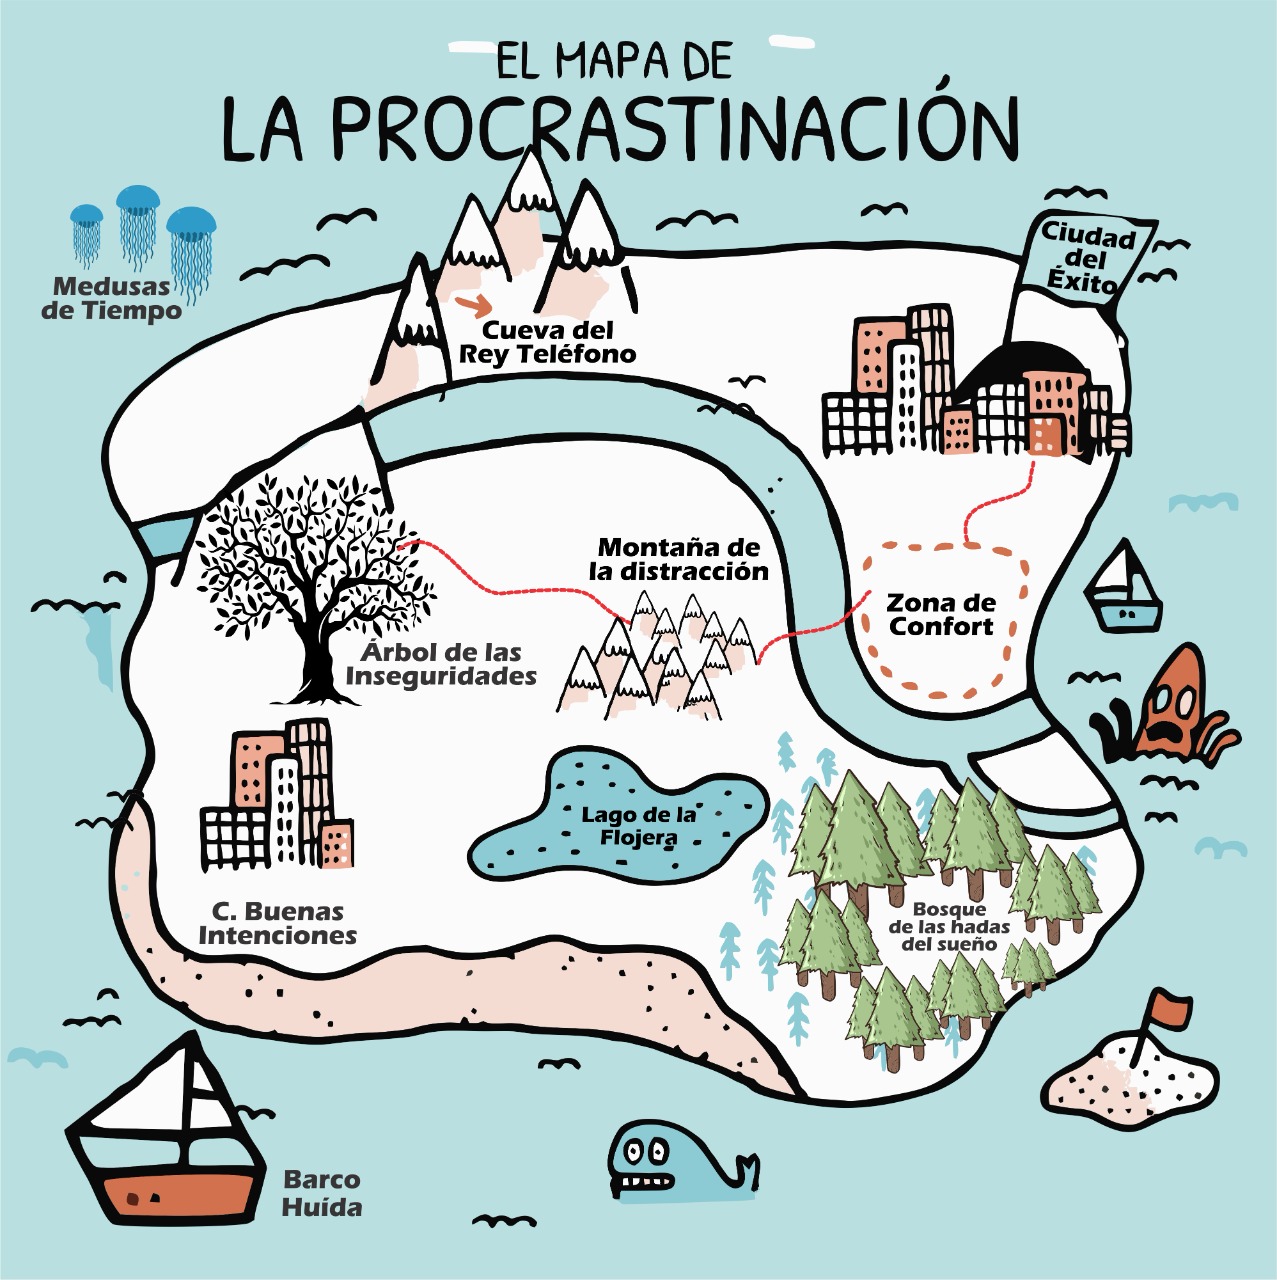 EL MAPA DE
LA PROCRASTINACIÓN
Ciudad
del
Éxito
Medusas
de Tiempo
Cueva del
Rey Teléfono
Montaña de
la distracción
Zona de
Confort
Árbol de las
Inseguridades
Lago de la
Flojera
C. Buenas
Intenciones
Bosque
de las hadas
del sueño
Barco
Huída